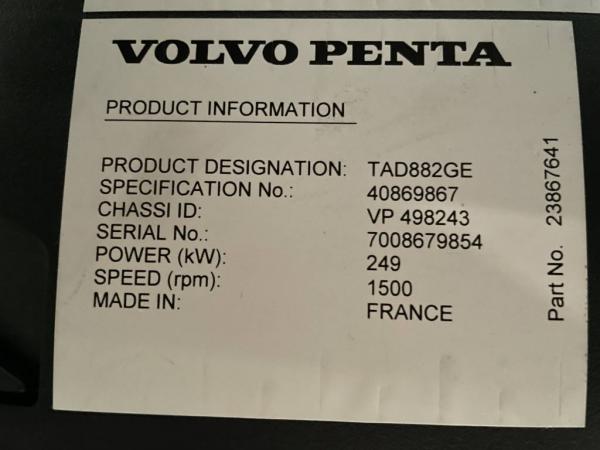 VOLVO PENTA
PRODUCT INFORMATION
PRODUCT DESIGNATION: TAD882GE
SPECIFICATION No.: 40869867
CHASSI ID: VP 498243
SERIAL No.: 7008679854
POWER (kW): 249
SPEED (rpm): 1500
MADE IN: FRANCE
Part No. 23867641